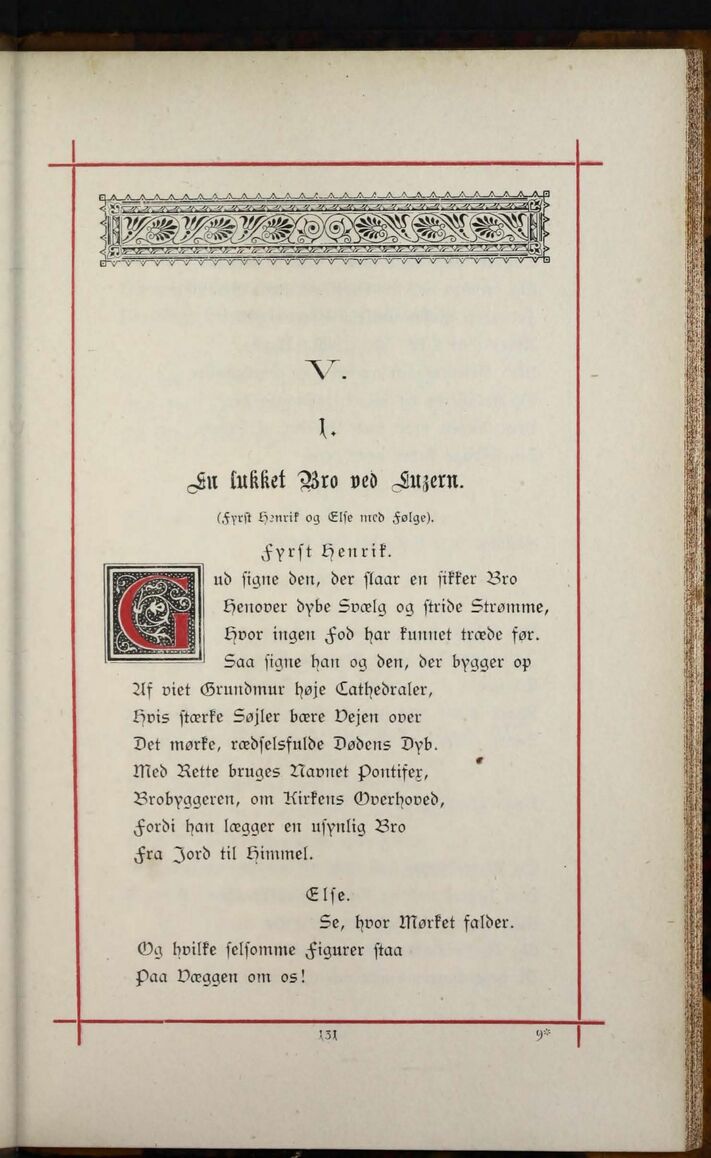 V.
1.
En lukket Bro ved Luzern.
(Fyrst Henrik og Else med Følge).
Fyrst Henrik.
Gud signe den, der slaar en sikker Bro
Henover dybe Svælg og stride Strømme,
Hvor ingen Fod har kunnet træde før.
Saa signe han og den, der bygger op
Af viet Grundmur høje Cathedraler,
Hvis stærke Søjler bære Vejen over
Det mørke, rædselsfulde Dødens Dyb.
Med Rette bruges Navnet Pontifex,
Brobyggeren, om Kirkens Overhoved,
Fordi han lægger en usynlig Bro
Fra Jord til Himmel.
Else.
Se, hvor Mørket falder.
Og hvilke selsomme Figurer staa
Paa Væggen om os!
131 9*